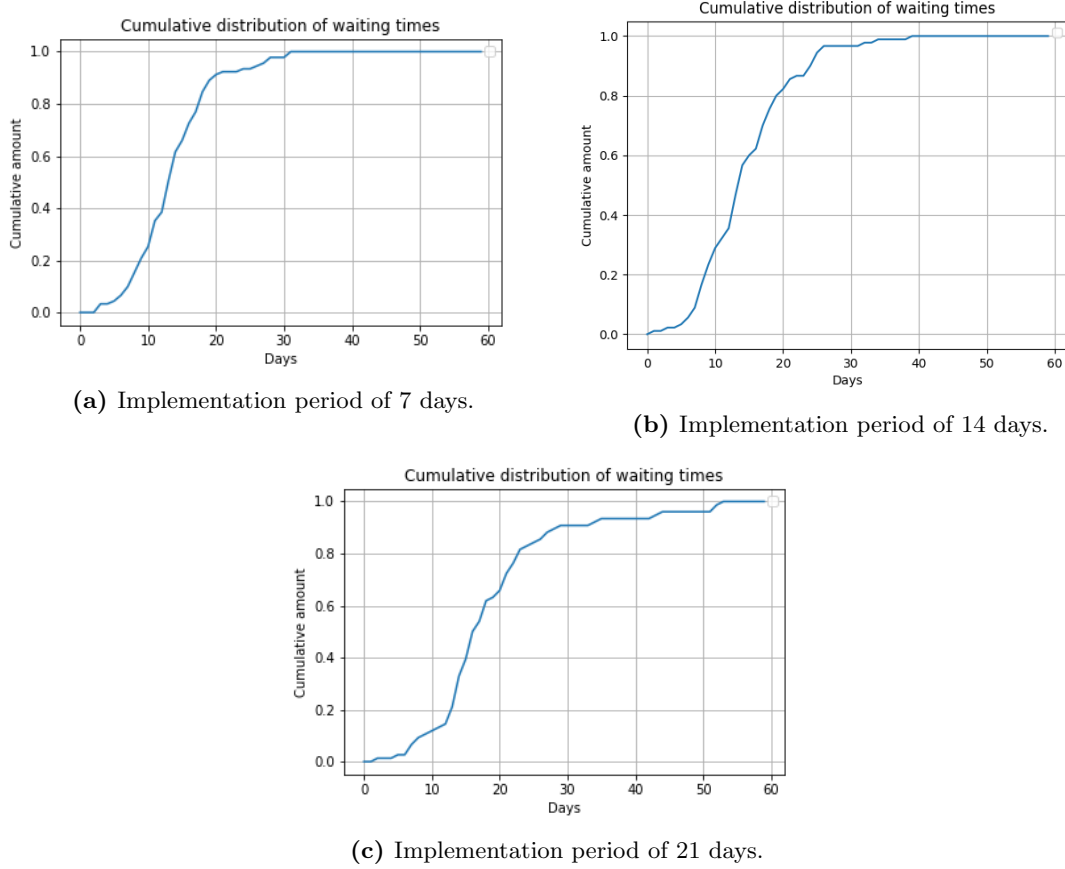 Cumulative distribution of waiting times
1.0
0.8
0.6
0.4
0.2
0.0
Cumulative amount
0 10 20 30 40 50 60
Days
(a) Implementation period of 7 days.
Cumulative distribution of waiting times
1.0
0.8
0.6
0.4
0.2
0.0
Cumulative amount
0 10 20 30 40 50 60
Days
(b) Implementation period of 14 days.
Cumulative distribution of waiting times
1.0
0.8
0.6
0.4
0.2
0.0
Cumulative amount
0 10 20 30 40 50 60
Days
(c) Implementation period of 21 days.